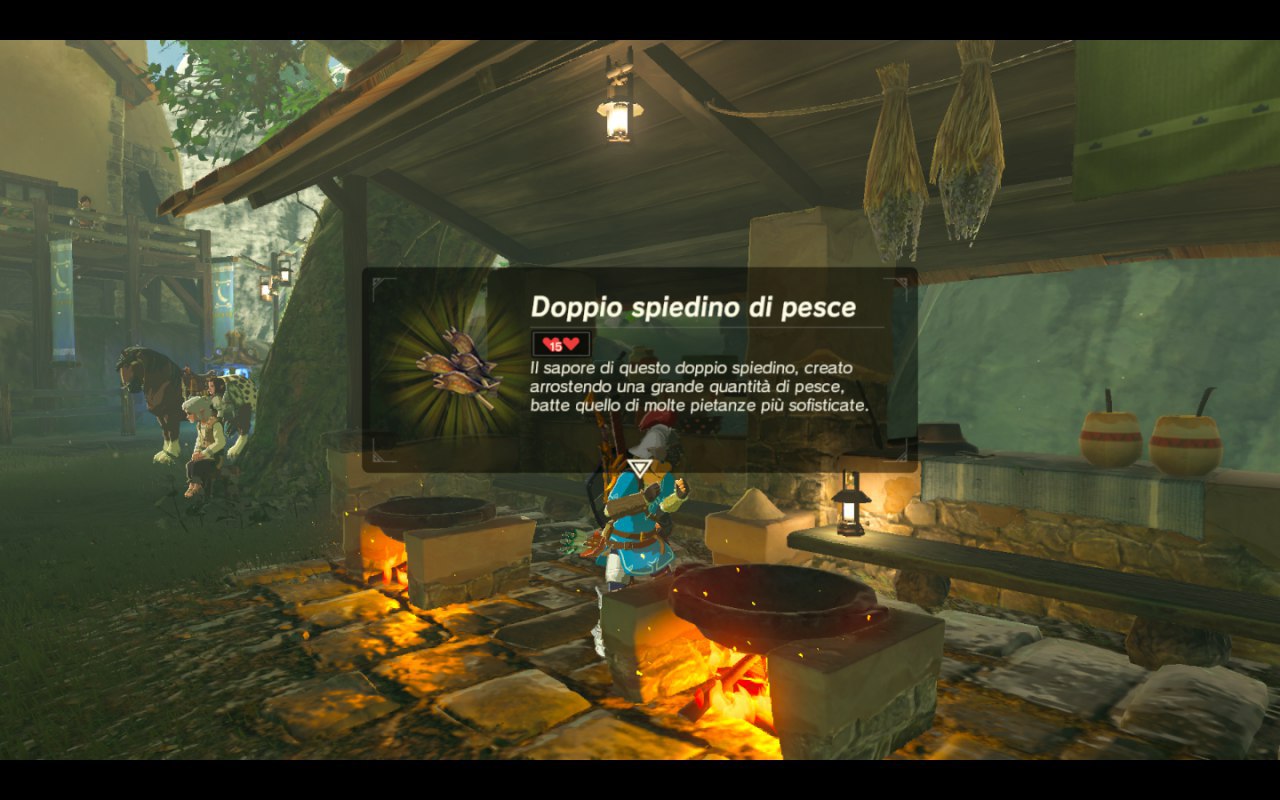 Doppio spiedino di pesce
15
Il sapore di questo doppio spiedino, creato
arrostendo una grande quantità di pesce,
batte quello di molte pietanze più sofisticate.